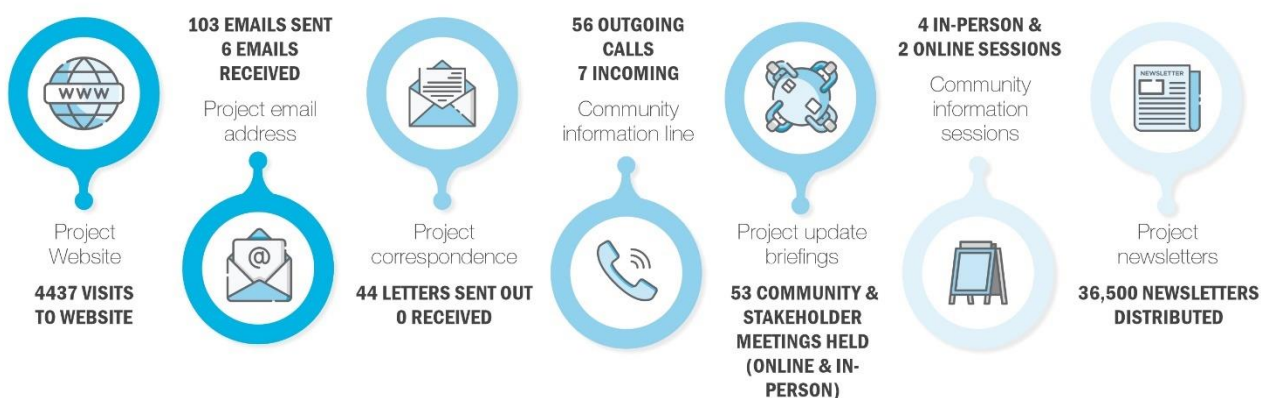 WWW
Project
Website
4437 VISITS
TO WEBSITE
103 EMAILS SENT
6 EMAILS
RECEIVED
Project email
address
@
Project
correspondence
44 LETTERS SENT OUT
0 RECEIVED
56 OUTGOING
CALLS
7 INCOMING
Community
information line
Project update
briefings
53 COMMUNITY &
STAKEHOLDER
MEETINGS HELD
(ONLINE & IN-
PERSON)
4 IN-PERSON &
2 ONLINE SESSIONS
Community
information
sessions
NEWSLETTER
Project
newsletters
36,500 NEWSLETTERS
DISTRIBUTED